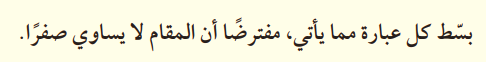 بسّط كل عبارة مما يأتي، مفترضًا أن المقام لا يساوي صفرًا.